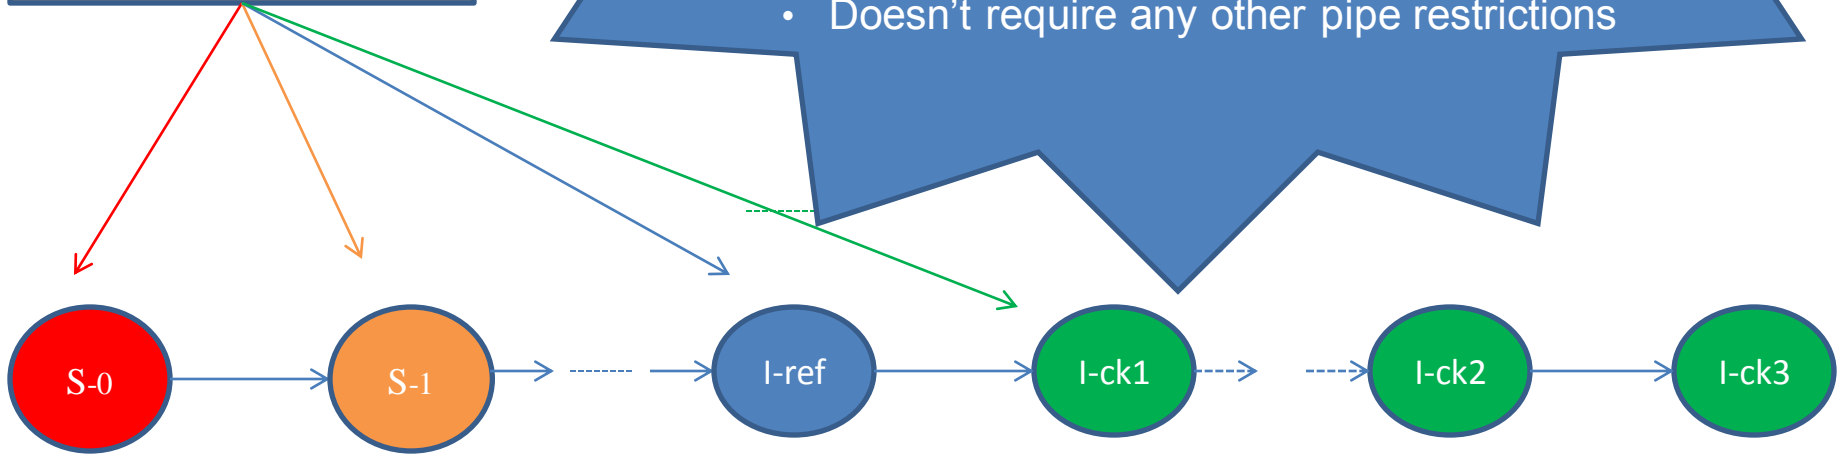 • Doesn't require any other pipe restrictions
S-0
S-1
I-ref
I-ck1
I-ck2
I-ck3